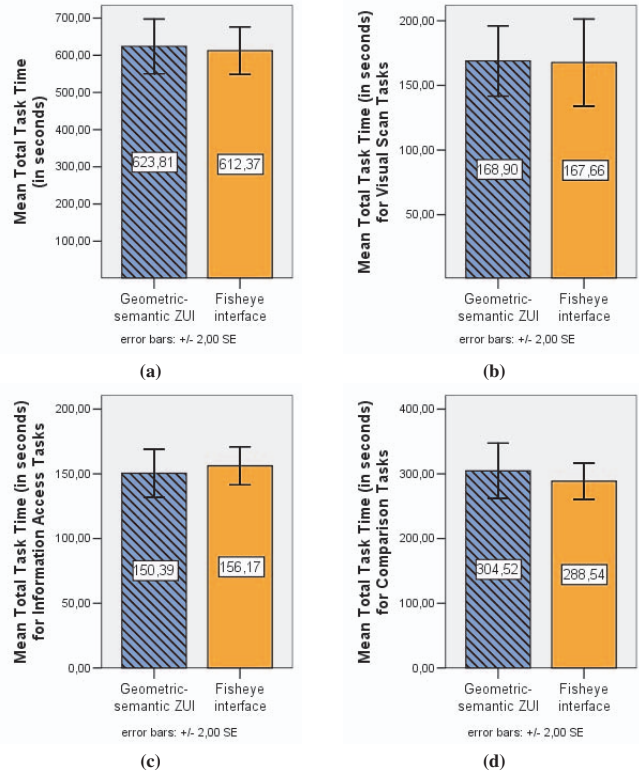 Mean Total Task Time
(in seconds)
700,00
600,00
500,00
400,00
300,00
200,00
100,00
623,81
612,37
Geometric-
semantic ZUI
Fisheye
interface
error bars: +/- 2,00 SE
(a)
Mean Total Task Time (in seconds)
for Visual Scan Tasks
200,00
150,00
100,00
50,00
168,90
167,66
Geometric-
semantic ZUI
Fisheye
interface
error bars: +/- 2,00 SE
(b)
Mean Total Task Time (in seconds)
for Information Access Tasks
200,00
150,00
100,00
50,00
0,00
150,39
156,17
Geometric-
semantic ZUI
Fisheye
interface
error bars: +/- 2,00 SE
(c)
Mean Total Task Time (in seconds)
for Comparison Tasks
400,00
300,00
200,00
100,00
0,00
304,52
288,54
Geometric-
semantic ZUI
Fisheye
interface
error bars: +/- 2,00 SE
(d)